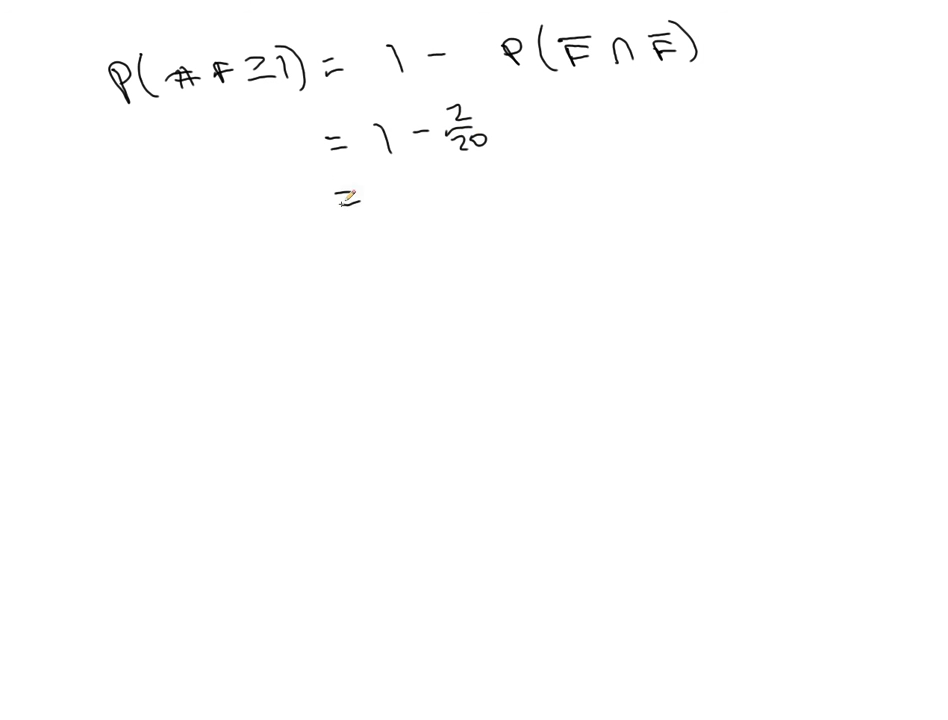 P(# F ≥ 1) = 1 - P(F̅ ∩ F̅)
= 1 - 2/20
=